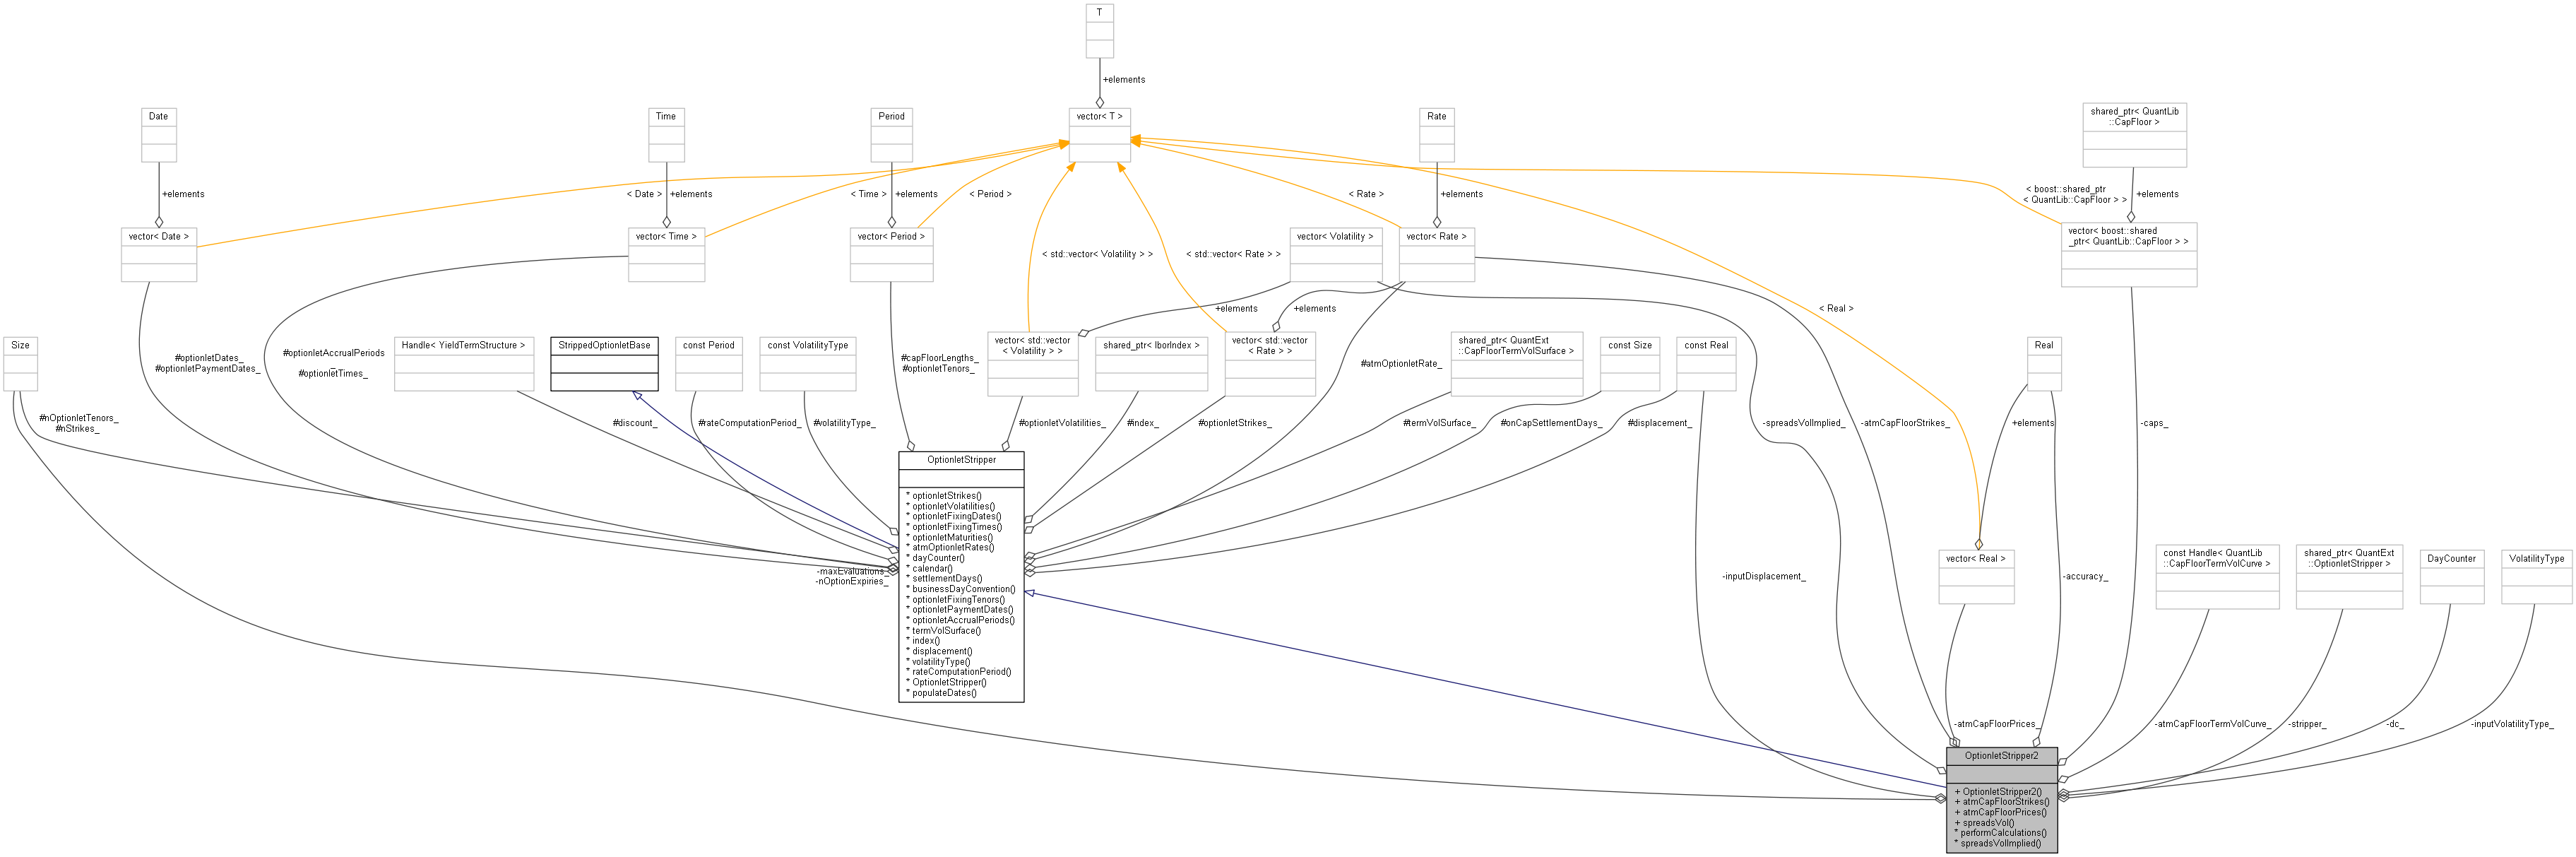 T
+elements
shared_ptr< QuantLib
::CapFloor >
Date
Time
Period
vector< T >
Rate
+elements
< Date >
+elements
< Time >
+elements
< Period >
< Rate >
+elements
< boost::shared_ptr
< QuantLib::CapFloor > >
+elements
vector< Date >
vector< Time >
vector< Period >
< std::vector< Volatility > >
< std::vector< Rate > >
vector< Volatility >
vector< Rate >
vector< boost::shared
_ptr< QuantLib::CapFloor > >
+elements
+elements
< Real >
Size
#optionletDates_
#optionletPaymentDates_
#optionletAccrualPeriods
_
#optionletTimes_
Handle< YieldTermStructure >
StrippedOptionletBase
const Period
const VolatilityType
#capFloorLengths_
#optionletTenors_
vector< std::vector
< Volatility > >
shared_ptr< IborIndex >
vector< std::vector
< Rate > >
#atmOptionletRate_
shared_ptr< QuantExt
::CapFloorTermVolSurface >
const Size
const Real
Real
#nOptionletTenors_
#nStrikes_
#discount_
#rateComputationPeriod_
#volatilityType_
#optionletVolatilities_
#index_
#optionletStrikes_
#termVolSurface_
#onCapSettlementDays_
#displacement_
-spreadsVolImplied_
-atmCapFloorStrikes_
+elements
-caps_
OptionletStripper
* optionletStrikes()
* optionletVolatilities()
* optionletFixingDates()
* optionletFixingTimes()
* optionletMaturities()
* atmOptionletRates()
* dayCounter()
* calendar()
* settlementDays()
* businessDayConvention()
* optionletFixingTenors()
* optionletPaymentDates()
* optionletAccrualPeriods()
* termVolSurface()
* index()
* displacement()
* volatilityType()
* rateComputationPeriod()
* OptionletStripper()
* populateDates()
-maxEvaluations_
-nOptionExpiries_
-inputDisplacement_
vector< Real >
-accuracy_
const Handle< QuantLib
::CapFloorTermVolCurve >
shared_ptr< QuantExt
::OptionletStripper >
DayCounter
VolatilityType
-atmCapFloorPrices_
-atmCapFloorTermVolCurve_
-stripper_
-dc_
-inputVolatilityType_
OptionletStripper2
+ OptionletStripper2()
+ atmCapFloorStrikes()
+ atmCapFloorPrices()
+ spreadsVol()
* performCalculations()
* spreadsVolImplied()